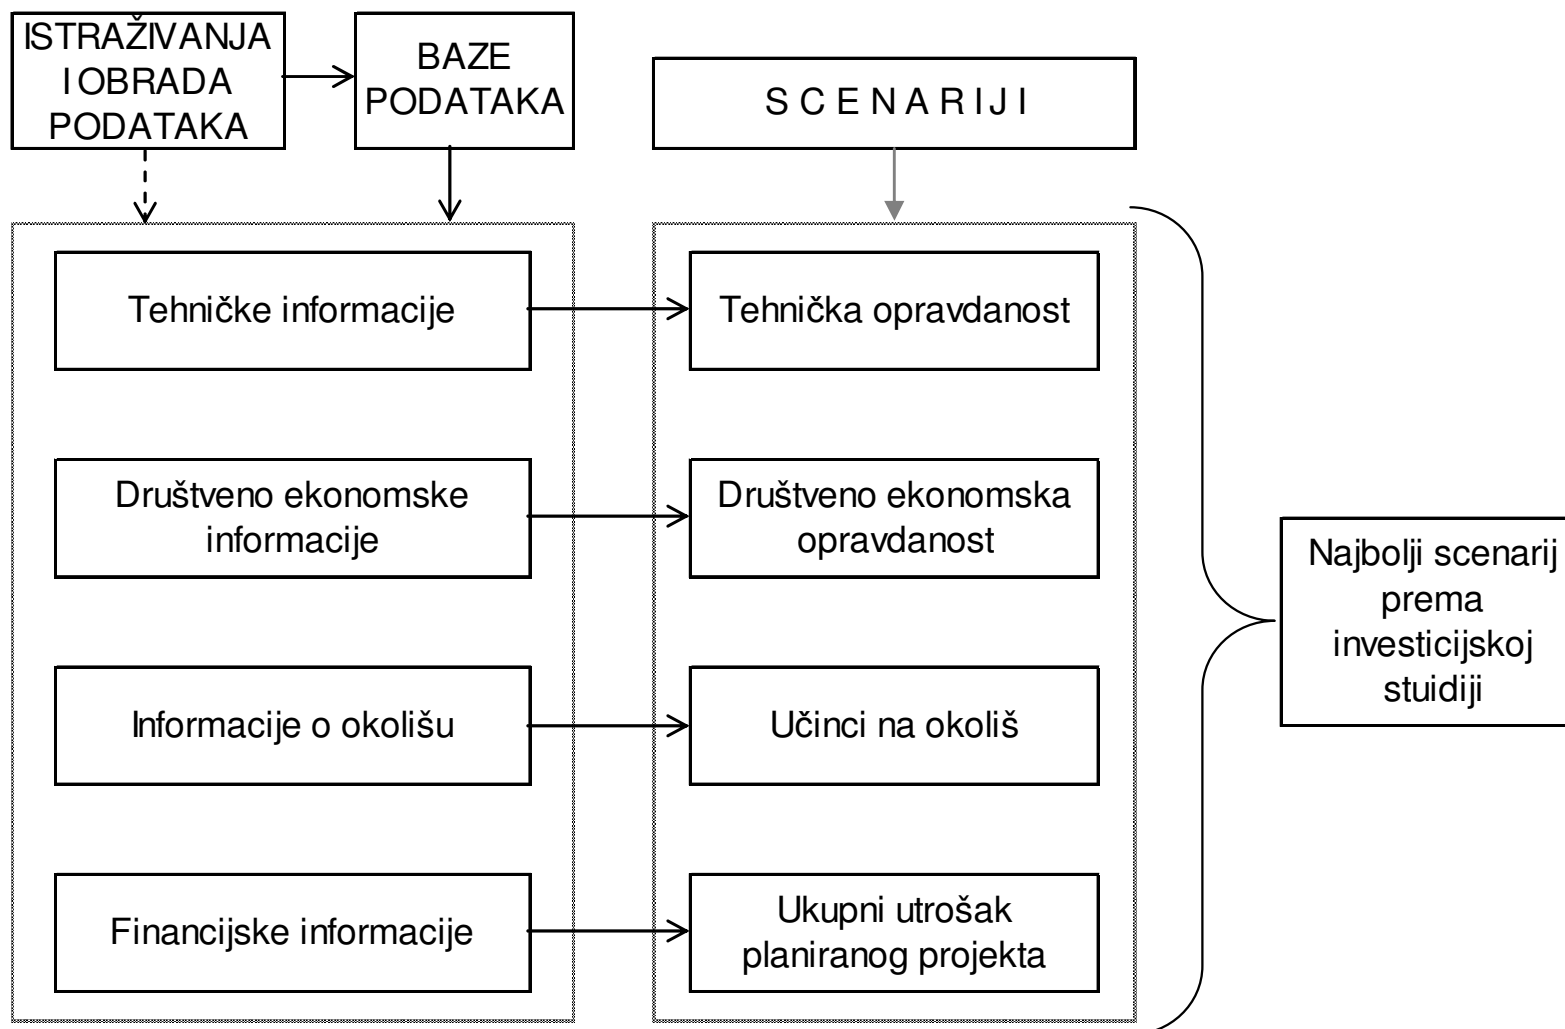 ISTRAŽIVANJA
I OBRADA
PODATAKA
BAZE
PODATAKA
S C E N A R I J I
Tehničke informacije
Tehnička opravdanost
Društveno ekonomske
informacije
Društveno ekonomska
opravdanost
Informacije o okolišu
Učinci na okoliš
Financijske informacije
Ukupni utrošak
planiranog projekta
Najbolji scenarij
prema
investicijskoj
stuidiji